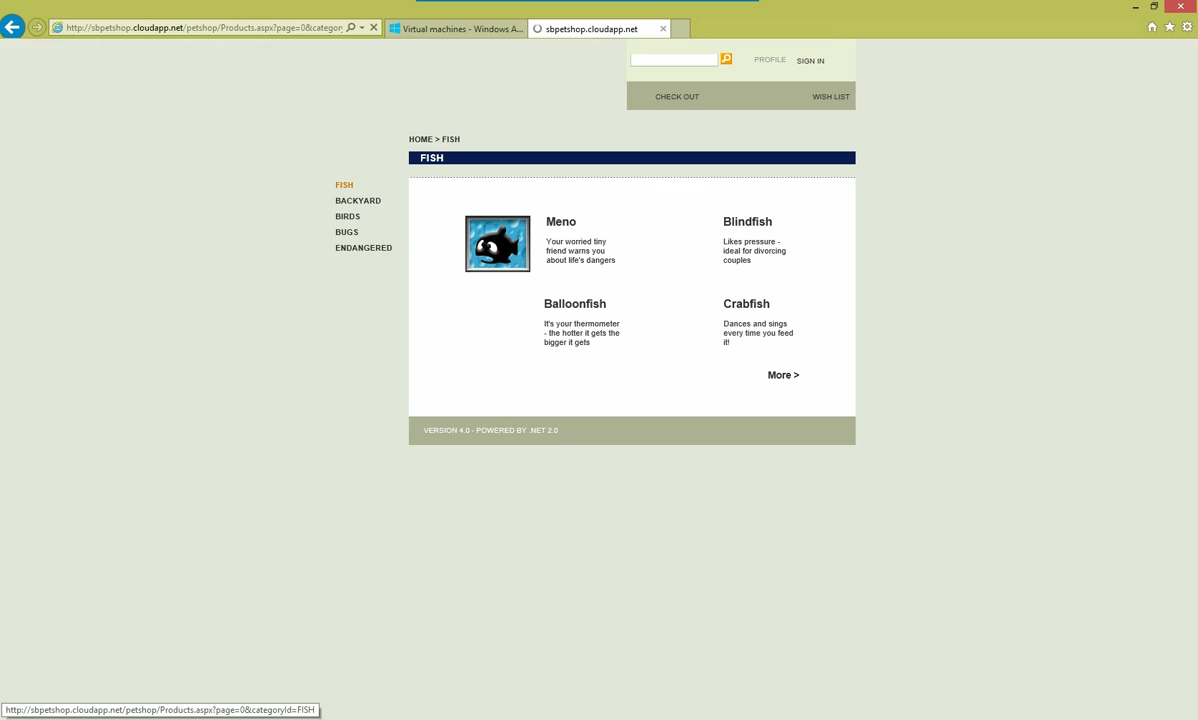 http://sbpetshop.cloudapp.net/petshop/Products.aspx?page=0&category
Virtual machines - Windows A...
sbpetshop.cloudapp.net
PROFILE
SIGN IN
CHECK OUT
WISH LIST
HOME > FISH
FISH
FISH
BACKYARD
BIRDS
BUGS
ENDANGERED
Meno
Your worried tiny
friend warns you
about life's dangers
Blindfish
Likes pressure -
ideal for divorcing
couples
Balloonfish
It's your thermometer
- the hotter it gets the
bigger it gets
Crabfish
Dances and sings
every time you feed
it!
More >
VERSION 4.0 - POWERED BY .NET 2.0
http://sbpetshop.cloudapp.net/petshop/Products.aspx?page=0&categoryId=FISH